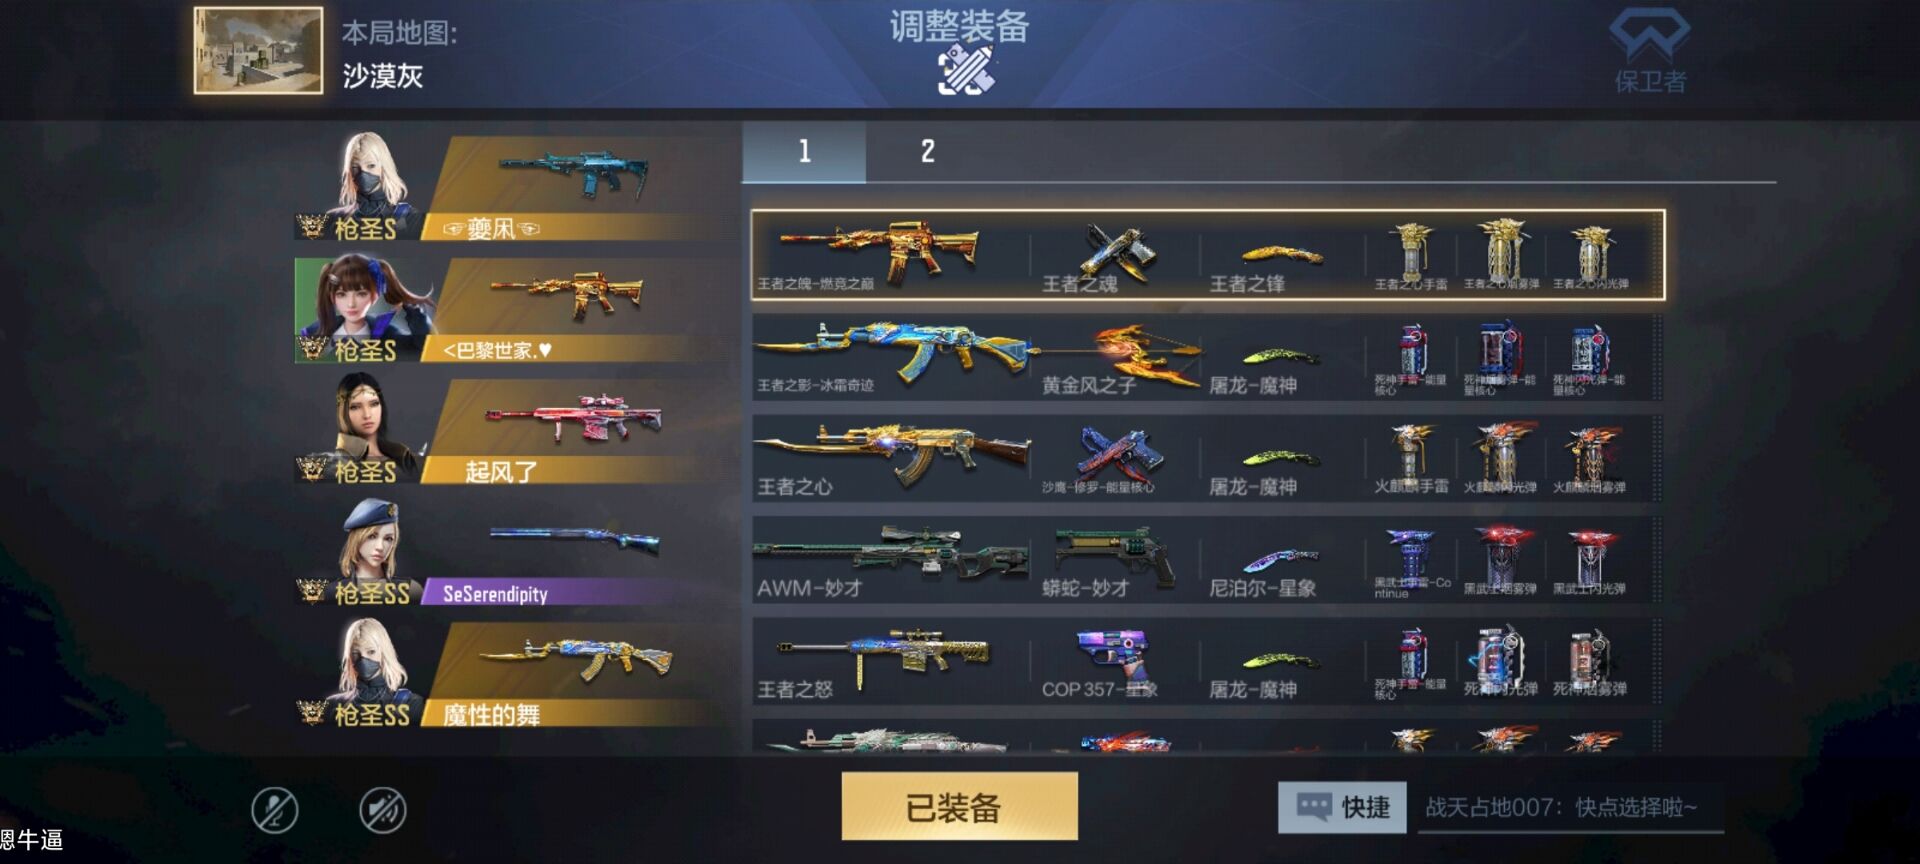 本局地图:
沙漠灰
调整装备
保卫者
1
2
枪圣S
☞夔凩☜
枪圣S
<巴黎世家.♥
枪圣S
起风了
枪圣SS
SeSerendipity
枪圣SS
魔性的舞
王者之魄-燃竞之巅
王者之魂
王者之锋
王者之心手雷
王者之心烟雾弹
王者之心闪光弹
王者之影-冰霜奇迹
黄金风之子
屠龙-魔神
死神手雷-能量
核心
死神烟雾弹-能
量核心
死神闪光弹-能
量核心
王者之心
沙鹰-修罗-能量核心
屠龙-魔神
火麒麟手雷
火麒麟闪光弹
火麒麟烟雾弹
AWM-妙才
蟒蛇-妙才
尼泊尔-星象
黑武士手雷-Co
ntinue
黑武士烟雾弹
黑武士闪光弹
王者之怒
COP 357-星象
屠龙-魔神
死神手雷-能量
核心
死神闪光弹
死神烟雾弹
已装备
快捷
战天占地007：快点选择啦~
牛逼